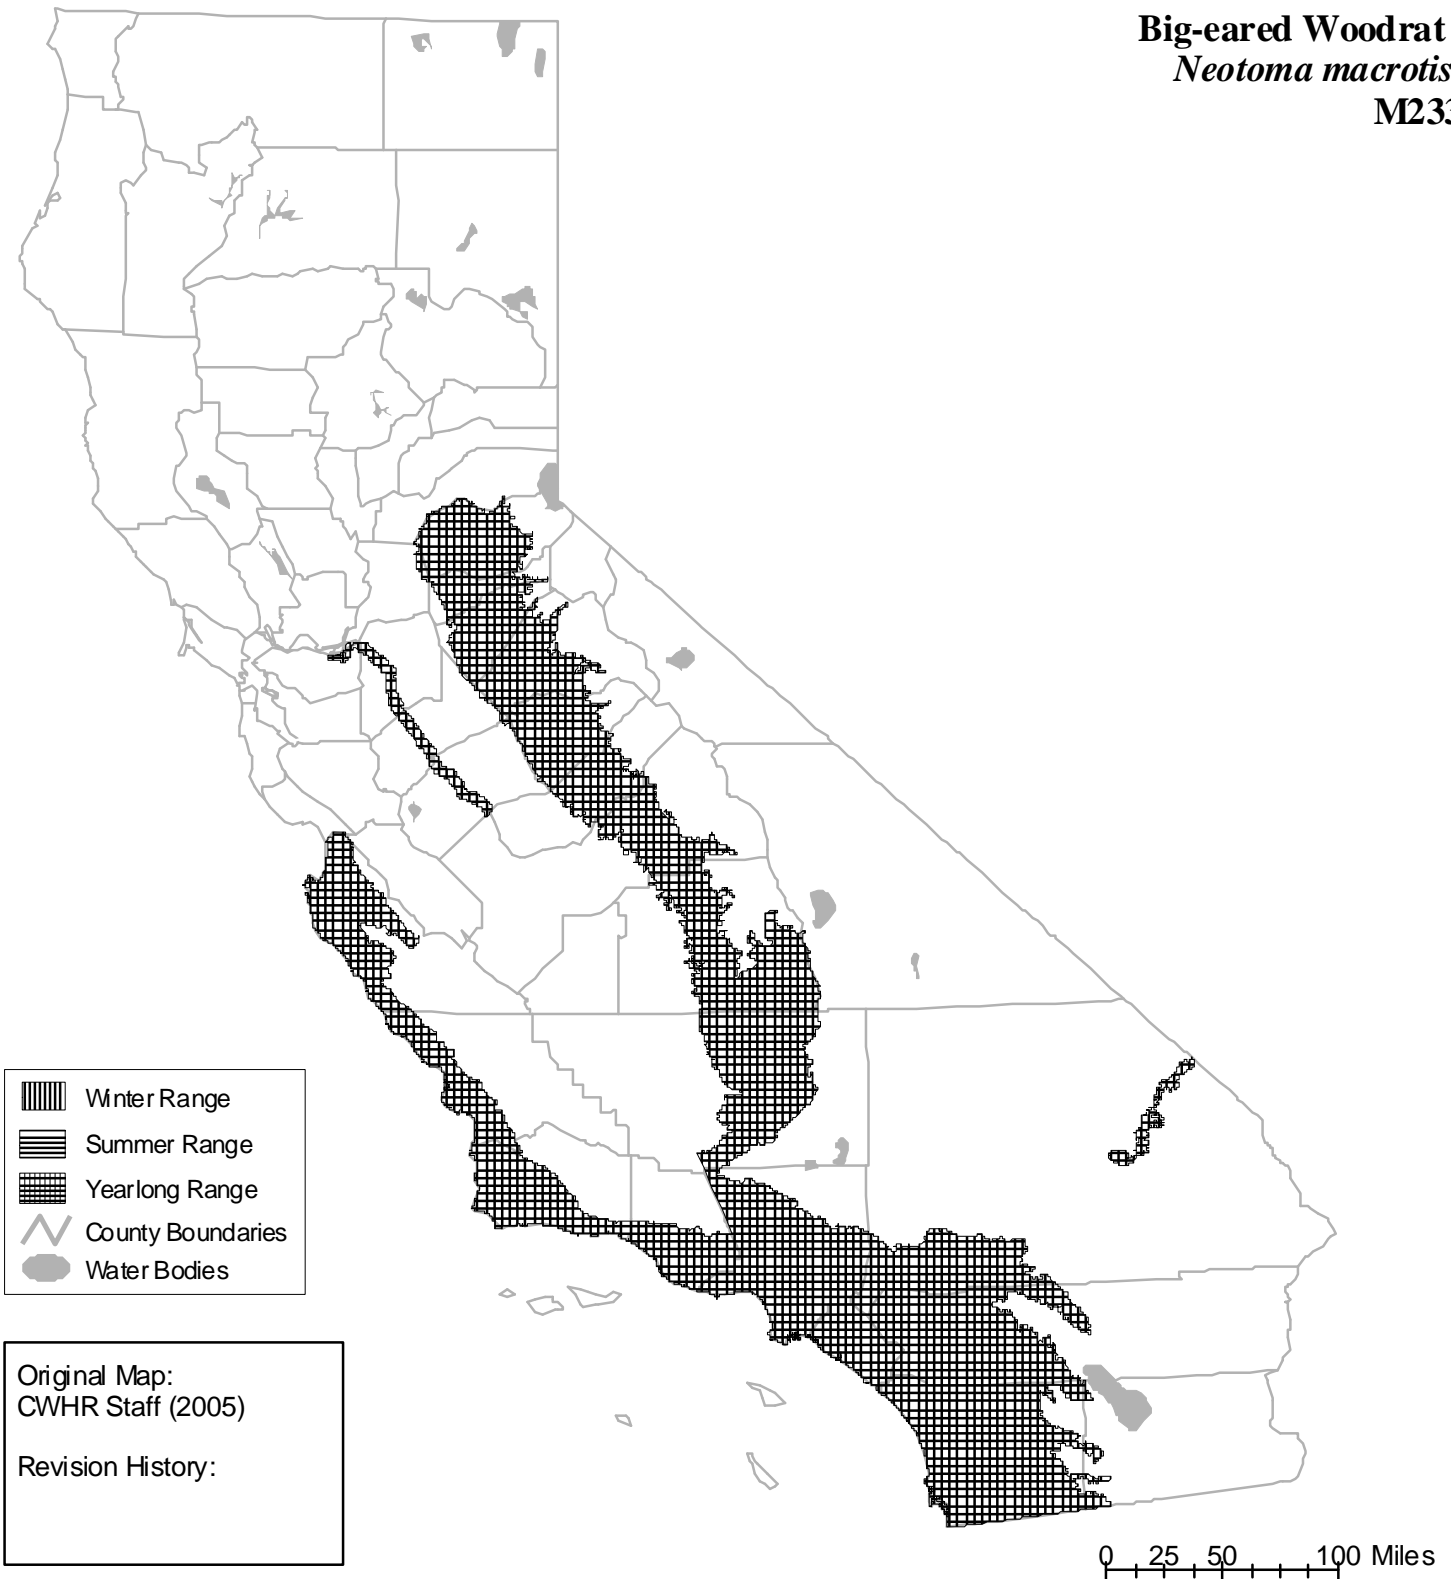 Big-eared Woodrat
Neotoma macrotis
M233
Winter Range
Summer Range
Yearlong Range
County Boundaries
Water Bodies
Original Map:
CWHR Staff (2005)
Revision History:
0 25 50 100 Miles